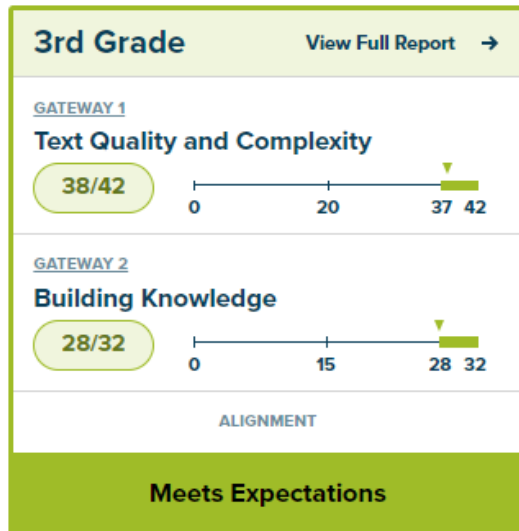 3rd Grade View Full Report →
GATEWAY 1
Text Quality and Complexity
38/42
0 20 37 42
GATEWAY 2
Building Knowledge
28/32
0 15 28 32
ALIGNMENT
Meets Expectations